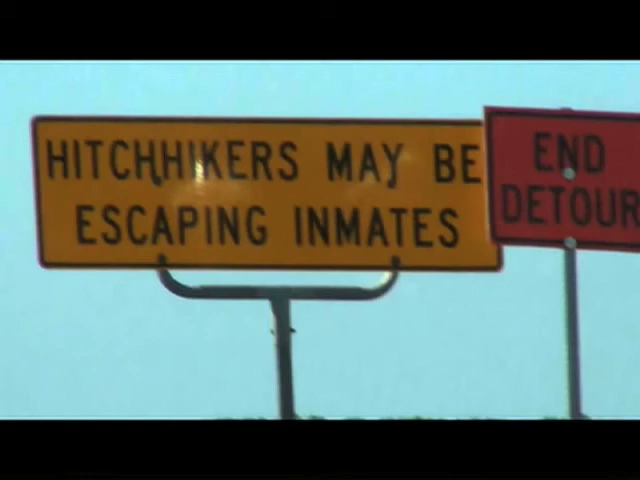 HITCHHIKERS MAY BE
ESCAPING INMATES
END
DETOUR